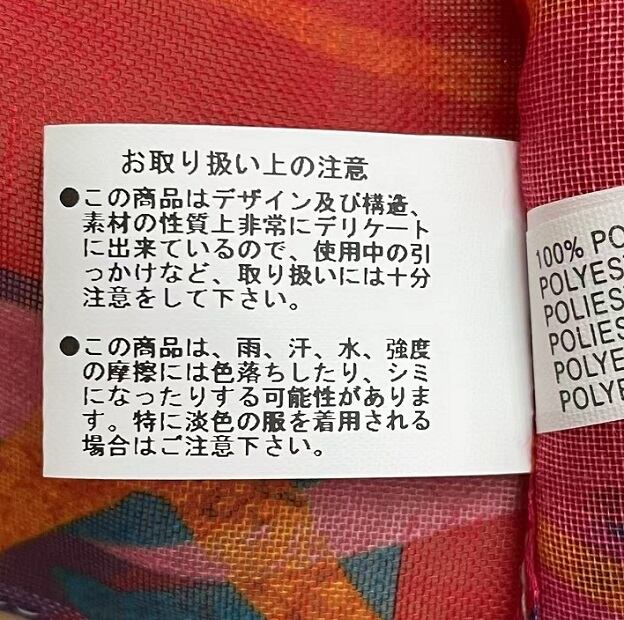 お取り扱い上の注意
●この商品はデザイン及び構造、
素材の性質上非常にデリケート
に出来ているので、使用中の引
っかけなど、取り扱いには十分
注意をして下さい。
●この商品は、雨、汗、水、強度
の摩擦には色落ちしたり、シミ
になったりする可能性がありま
す。特に淡色の服を着用される
場合はご注意下さい。
100% PO
POLYES
POLIES
POLIES
POLYE
POLYE